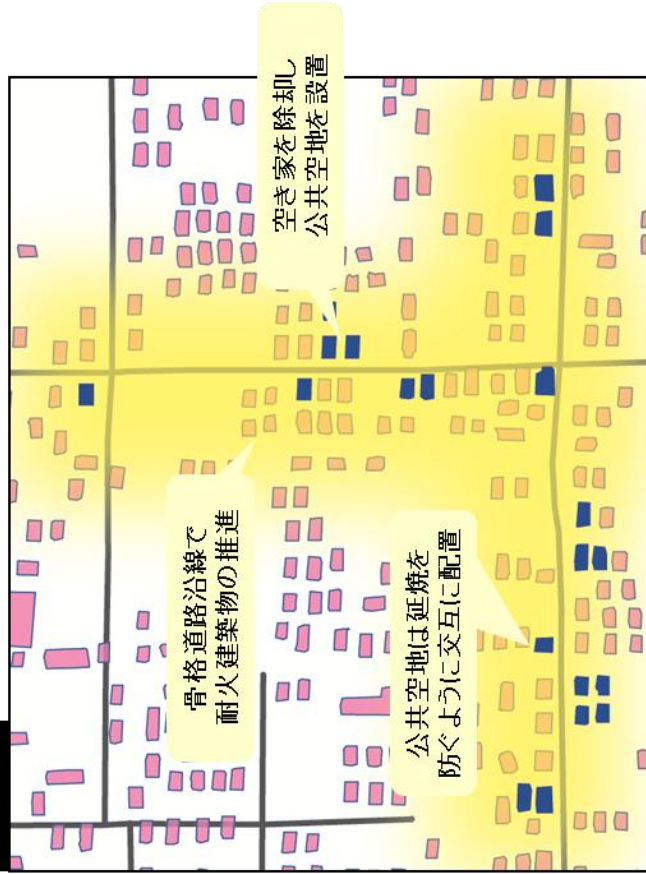 空き家を除却し
公共空地を設置
骨格道路沿線で
耐火建築物の推進
公共空地は延焼を
防ぐように交互に配置